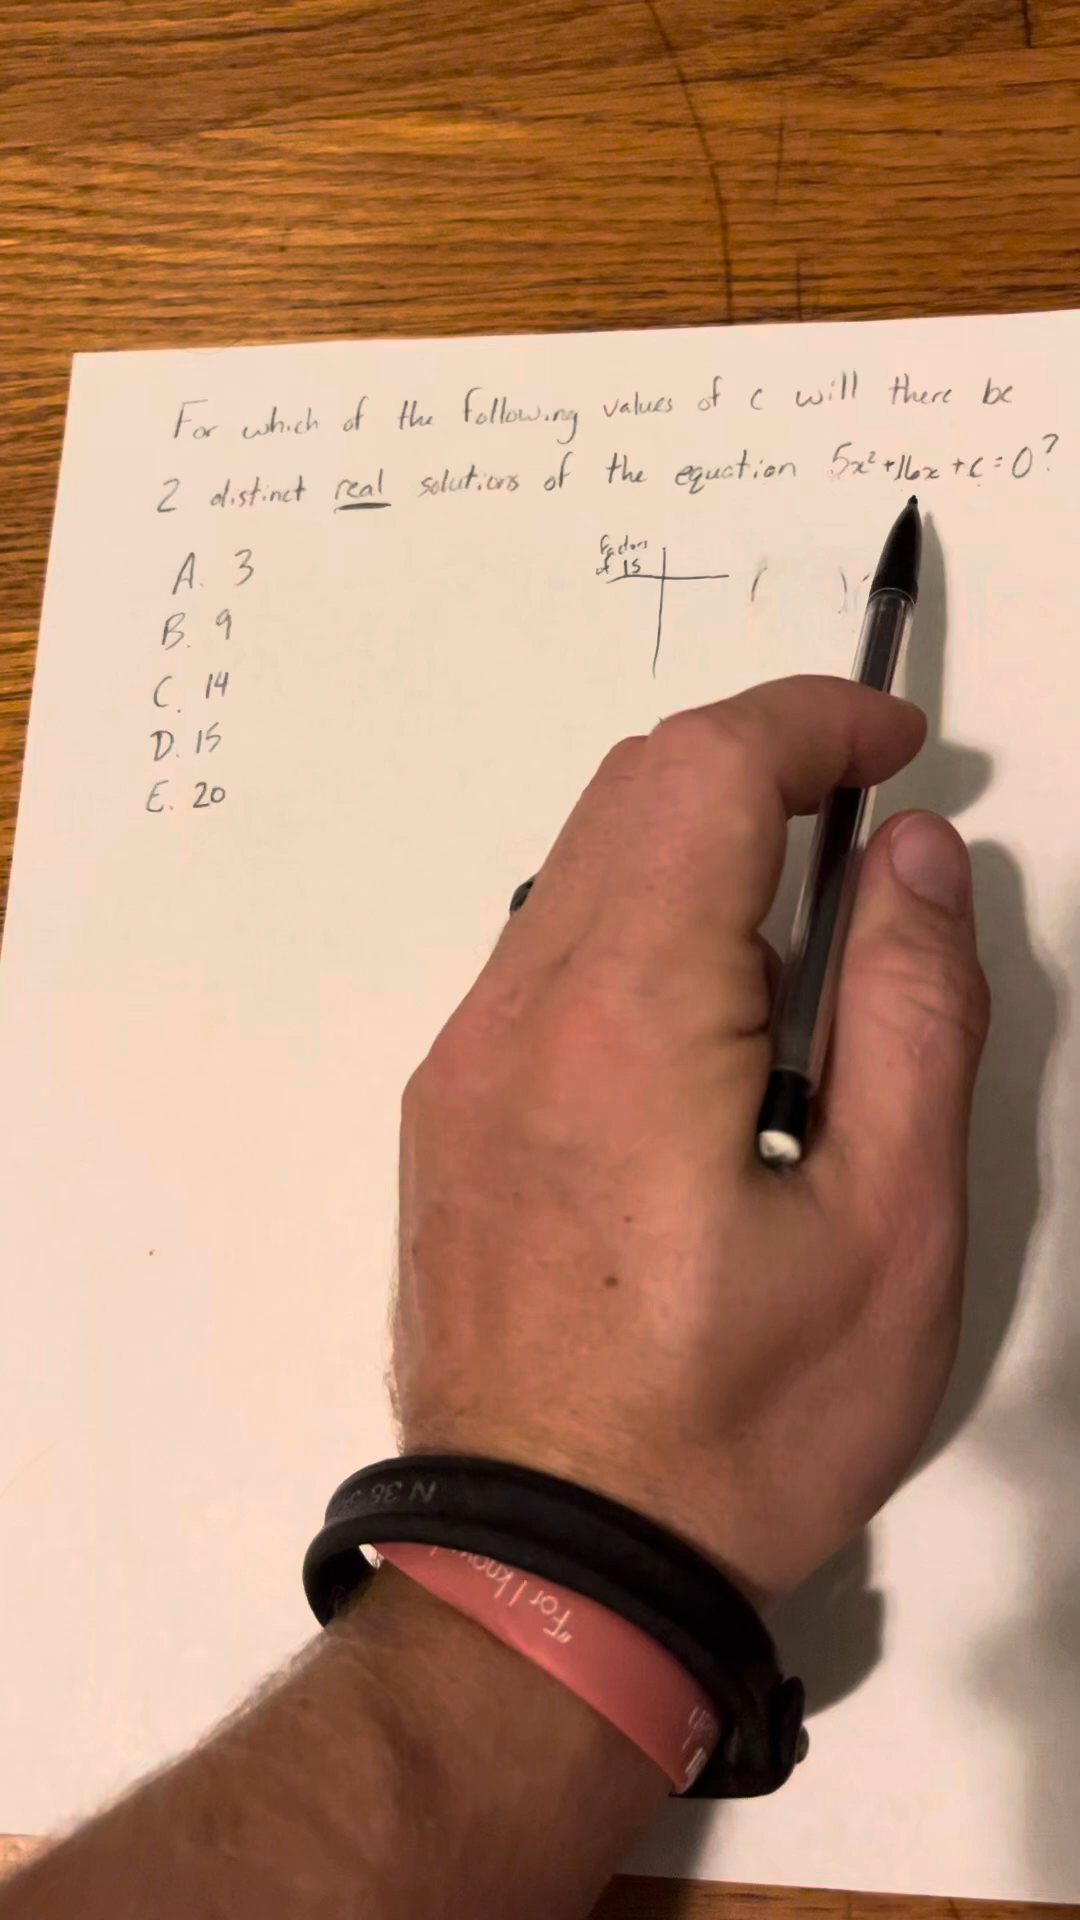 For which of the following values of c will there be
2 distinct real solutions of the equation 5x² + 16x + c = 0?
A. 3
B. 9
C. 14
D. 15
E. 20
Factors
of 15
( )(
N 38
"For I know